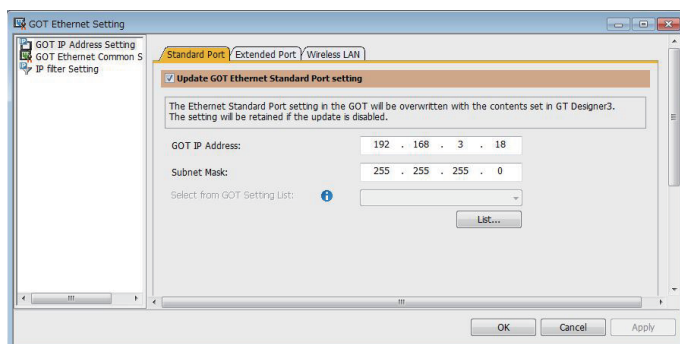 GOT Ethernet Setting
GOT IP Address Setting
GOT Ethernet Common S
IP filter Setting
Standard Port Extended Port Wireless LAN
Update GOT Ethernet Standard Port setting
The Ethernet Standard Port setting in the GOT will be overwritten with the contents set in GT Designer3.
The setting will be retained if the update is disabled.
GOT IP Address: 192 . 168 . 3 . 18
Subnet Mask: 255 . 255 . 255 . 0
Select from GOT Setting List:
List...
OK Cancel Apply